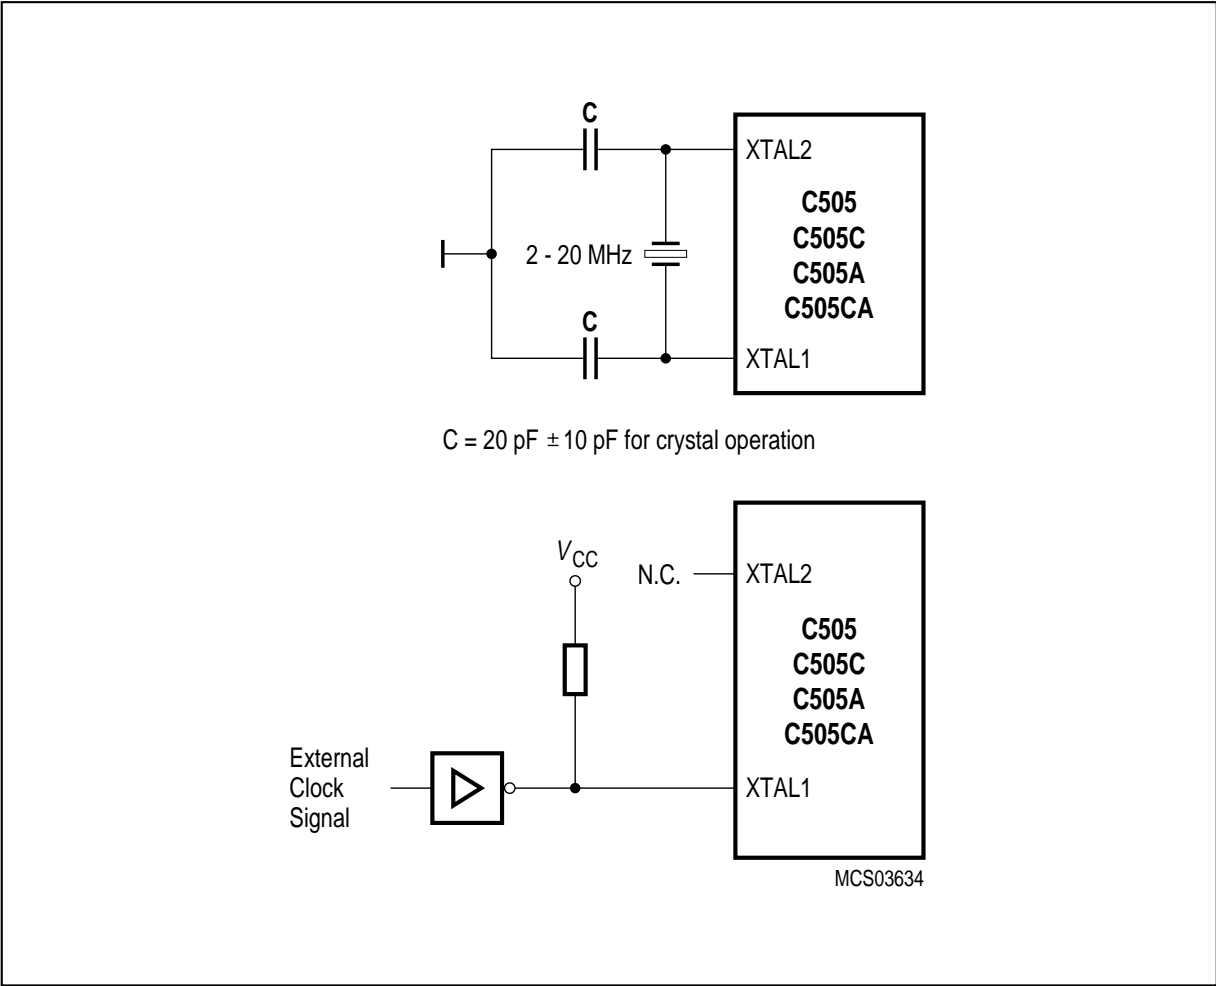 C
XTAL2
C505
C505C
2 - 20 MHz
C505A
C505CA
C
XTAL1
C = 20 pF ± 10 pF for crystal operation
VCC
N.C.
XTAL2
C505
C505C
C505A
C505CA
External
Clock
Signal
XTAL1
MCS03634